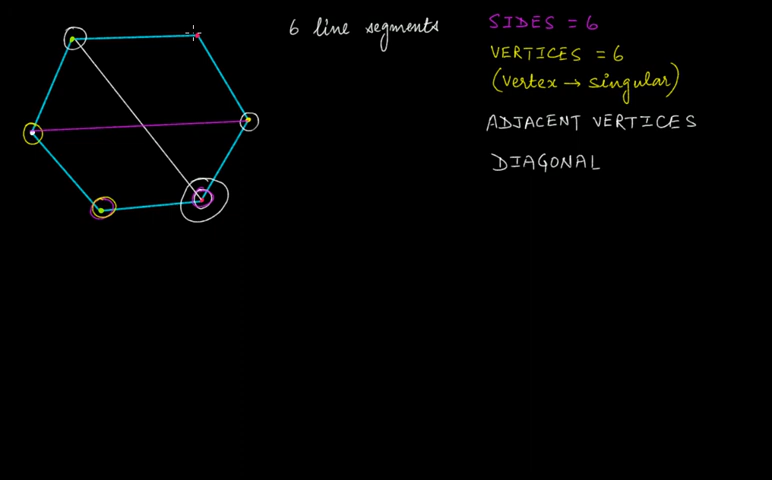 6 line segments
SIDES = 6
VERTICES = 6
(Vertex → singular)
ADJACENT VERTICES
DIAGONAL